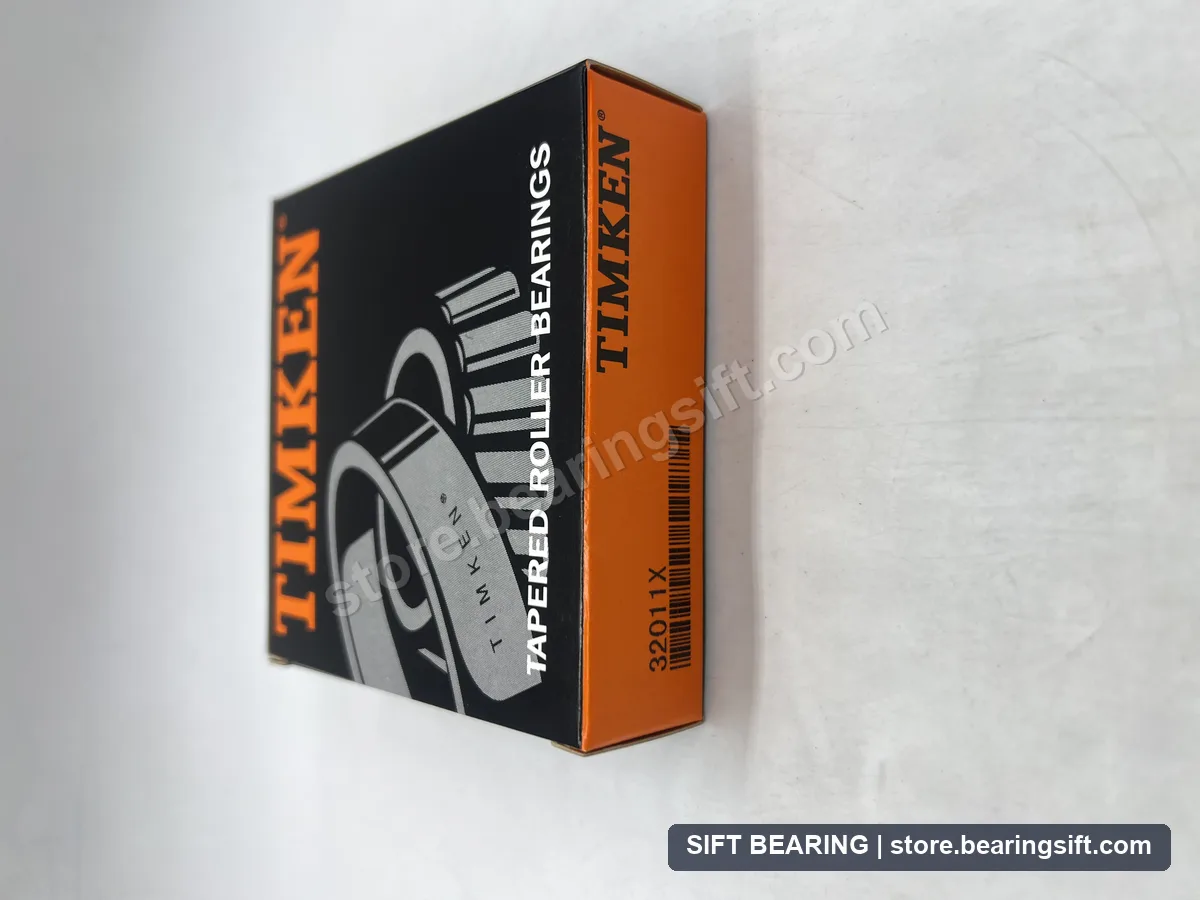 TIMKEN®
TIMKEN®
TAPERED ROLLER BEARINGS
TIMKEN®
32011X
store.bearingsift.com
SIFT BEARING | store.bearingsift.com